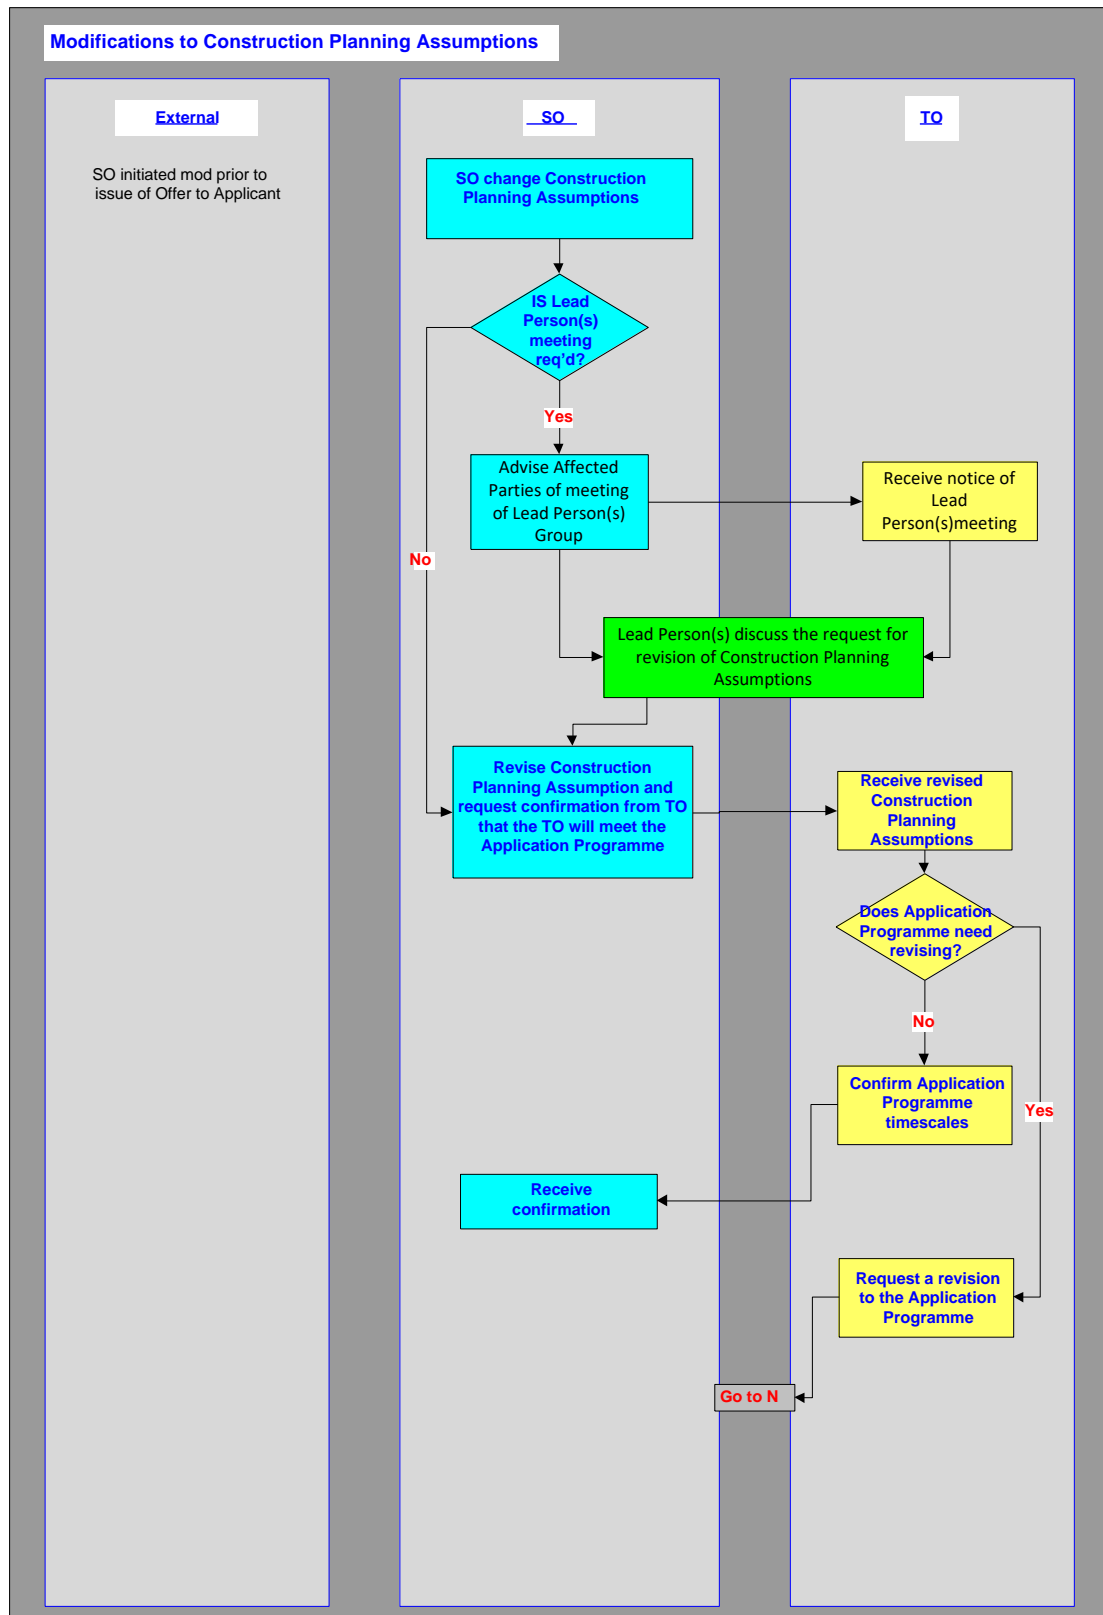 Modifications to Construction Planning Assumptions
External
SO
TO
SO initiated mod prior to
issue of Offer to Applicant
SO change Construction
Planning Assumptions
IS Lead
Person(s)
meeting
req'd?
Yes
Advise Affected
Parties of meeting
of Lead Person(s)
Group
Receive notice of
Lead
Person(s)meeting
No
Lead Person(s) discuss the request for
revision of Construction Planning
Assumptions
Revise Construction
Planning Assumption and
request confirmation from TO
that the TO will meet the
Application Programme
Receive revised
Construction
Planning
Assumptions
Does Application
Programme need
revising?
No
Confirm Application
Programme
timescales
Yes
Receive
confirmation
Request a revision
to the Application
Programme
Go to N